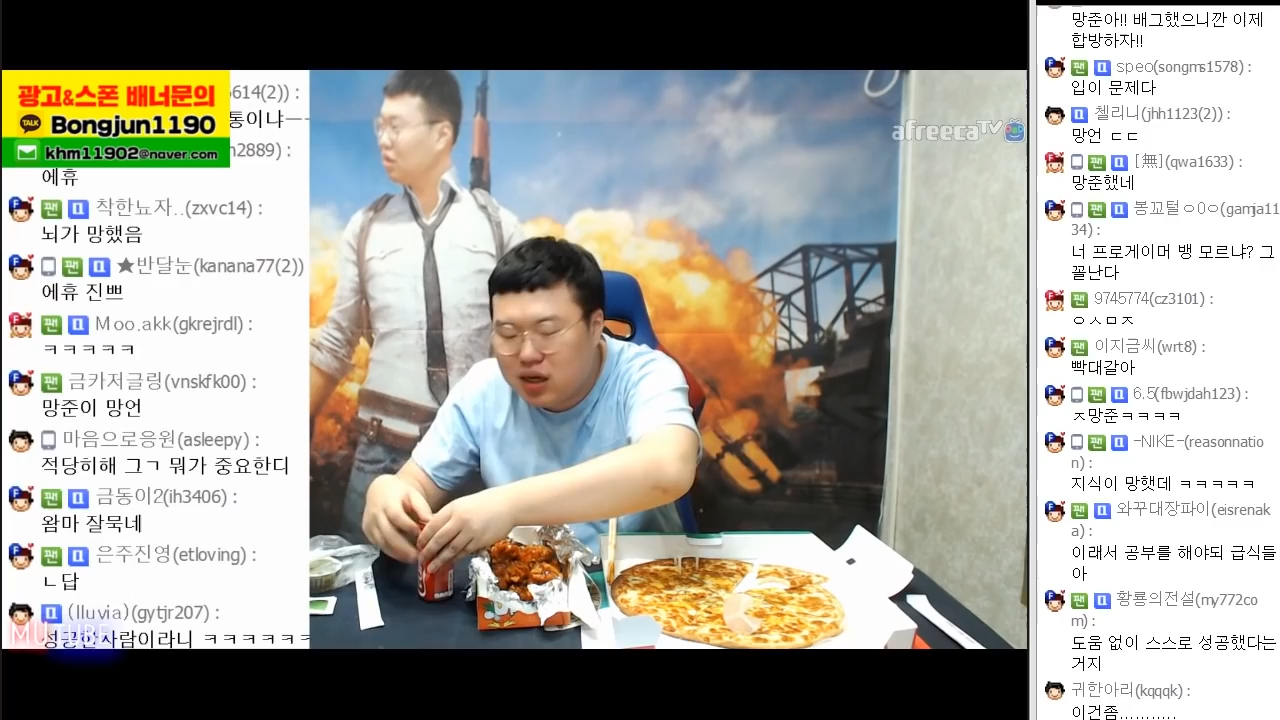 광고&스폰 배너문의
TALK Bongjun1190
khm11902@naver.com
614(2)) :
통이냐ㅡ
2889) :
에휴
착한뇨자..(zxvc14) :
뇌가 망했음
★반달눈(kanana77(2))
에휴 진쁘
Moo.akk(gkrejrdl) :
ㅋㅋㅋㅋㅋ
금카저글링(vnskfk00) :
망준이 망언
마음으로응원(asleepy) :
적당히해 그ㄱ 뭐가 중요한디
금동이2(ih3406) :
왐마 잘묵네
은주진영(etloving) :
ㄴ답
(lluvia)(gytjr207) :
성공한사람이라니 ㅋㅋㅋㅋㅋㅋ
MUTUBE
afreecaTV
망준아!! 배그했으니깐 이제
합방하자!!
speo(songms1578) :
입이 문제다
첼리니(jhh1123(2)) :
망언 ㄷㄷ
[無](qwa1633) :
망준했네
봉꼬털ㅇ0ㅇ(gamja11
34) :
너 프로게이머 뱅 모르냐? 그
꼴난다
9745774(cz3101) :
ㅇㅅㅁㅈ
이지금씨(wrt8) :
빡대갈아
6.5(fbwjdah123) :
ㅈ망준ㅋㅋㅋㅋ
-NIKE-(reasonnatio
n) :
지식이 망햇데 ㅋㅋㅋㅋㅋ
와꾸대장파이(eisrenak
a) :
이래서 공부를 해야되 급식들
아
황룡의전설(my772co
m) :
도움 없이 스스로 성공했다는
거지
귀한아리(kqqqk) :
이건좀...........